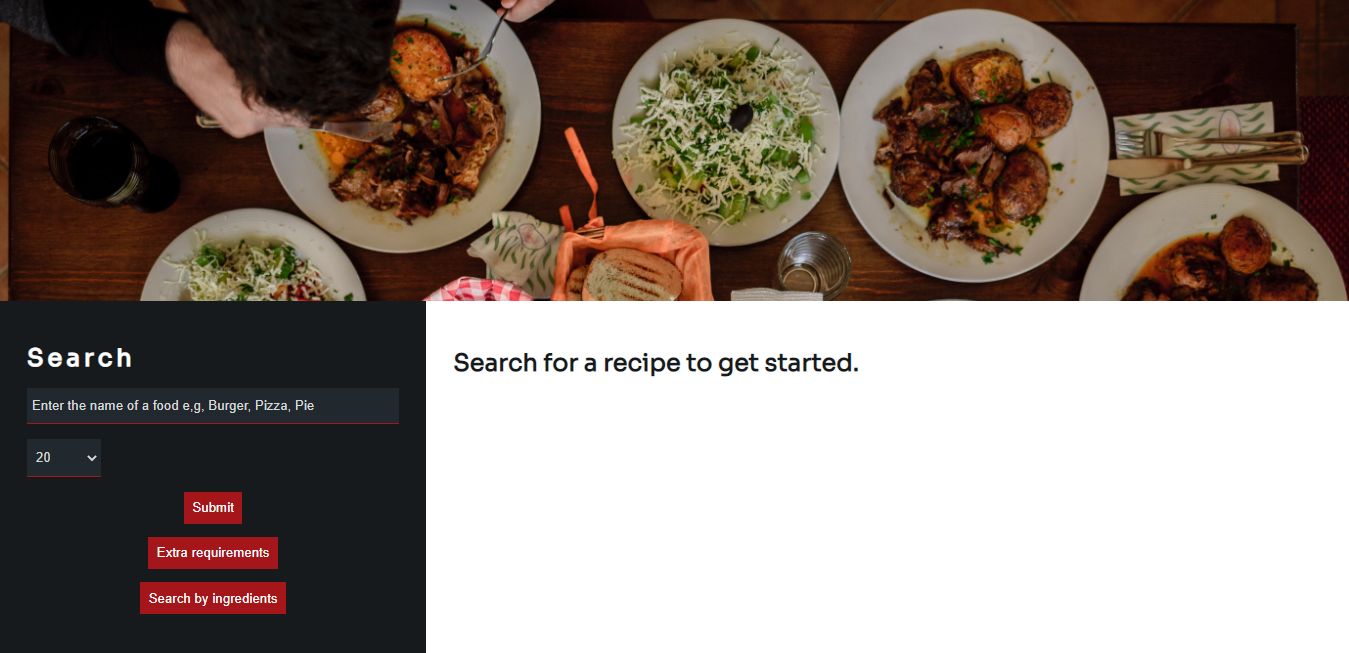 Search
Enter the name of a food e,g, Burger, Pizza, Pie
20
Submit
Extra requirements
Search by ingredients
Search for a recipe to get started.